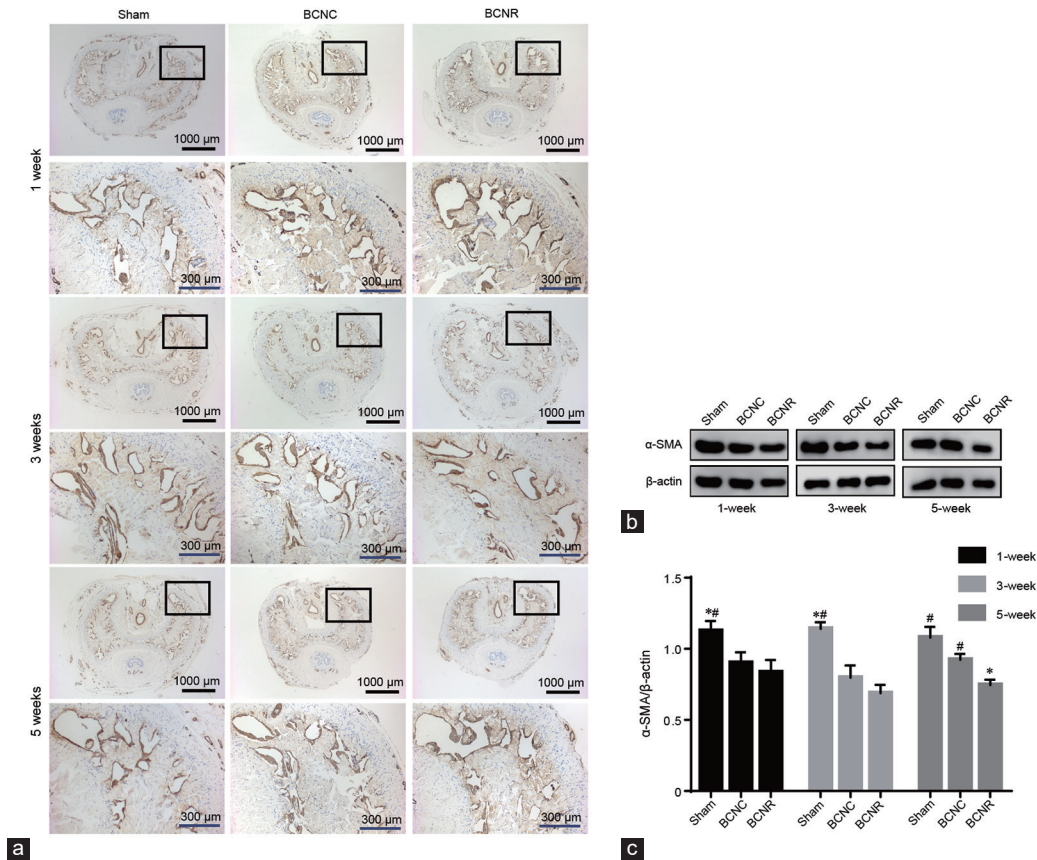 Sham BCNC BCNR
1 week
1000 µm 1000 µm 1000 µm
300 µm 300 µm 300 µm
3 weeks
1000 µm 1000 µm 1000 µm
300 µm 300 µm 300 µm
5 weeks
1000 µm 1000 µm 1000 µm
300 µm 300 µm 300 µm
a
Sham BCNC BCNR Sham BCNC BCNR Sham BCNC BCNR
α-SMA
β-actin
1-week 3-week 5-week
b
1-week
3-week
5-week
α-SMA/β-actin
1.5
1.0
0.5
0
*# *# # # *
Sham BCNC BCNR Sham BCNC BCNR Sham BCNC BCNR
c